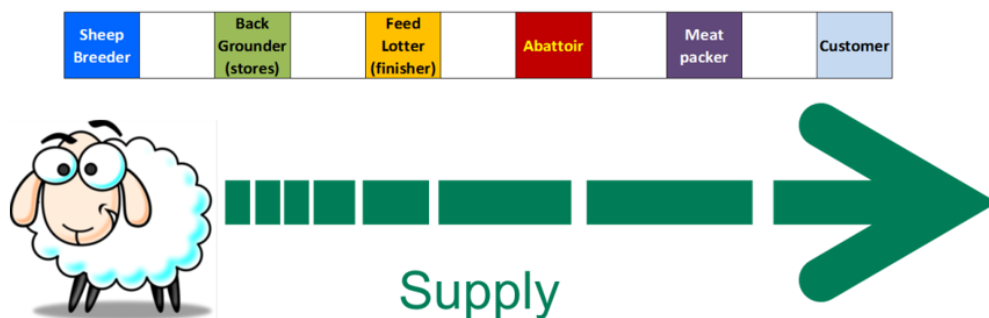 Sheep
Breeder
Back
Grounder
(stores)
Feed
Lotter
(finisher)
Abattoir
Meat
packer
Customer
Supply